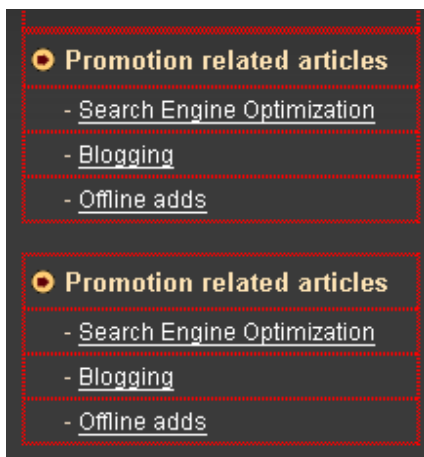 Promotion related articles
- Search Engine Optimization
- Blogging
- Offline adds
Promotion related articles
- Search Engine Optimization
- Blogging
- Offline adds